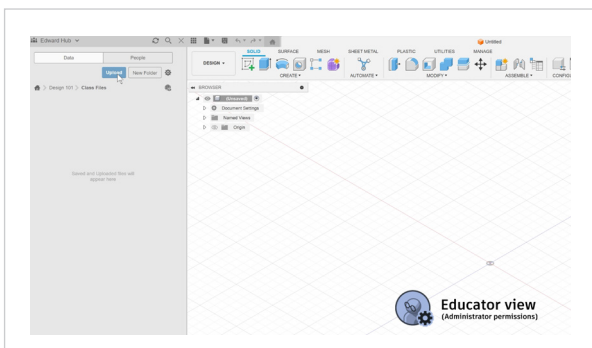 Edward Hub
Untitled
SOLID SURFACE MESH SHEET METAL PLASTIC UTILITIES MANAGE
Data People
DESIGN
Upload New Folder
CREATE AUTOMATE MODIFY ASSEMBLE CONFIG
Design 101 > Class Files
BROWSER
(Unsaved)
Document Settings
Named Views
Origin
Saved and Uploaded files will
appear here
Educator view
(Administrator permissions)